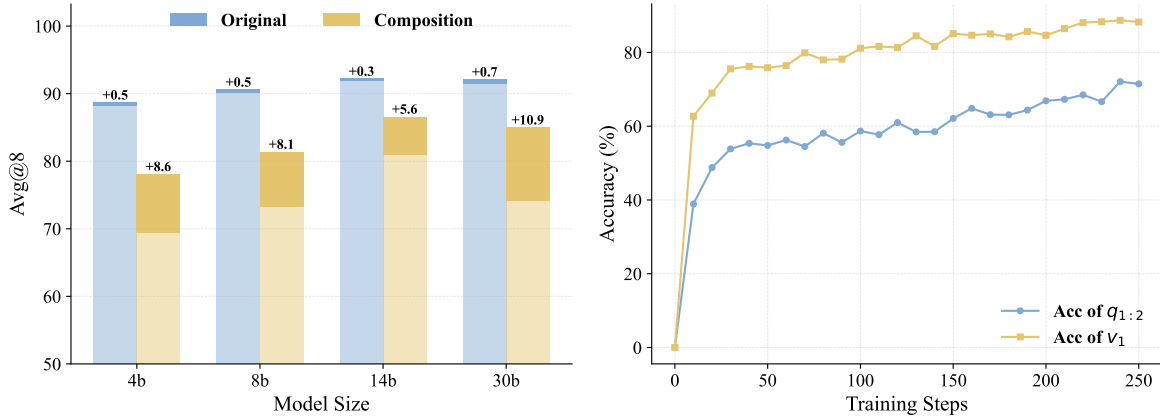 Original
Composition
100
90
80
70
60
50
Avg@8
+0.5
+8.6
+0.5
+8.1
+0.3
+5.6
+0.7
+10.9
4b
8b
14b
30b
Model Size
80
60
40
20
0
Accuracy (%)
Acc of q1:2
Acc of v1
0
50
100
150
200
250
Training Steps